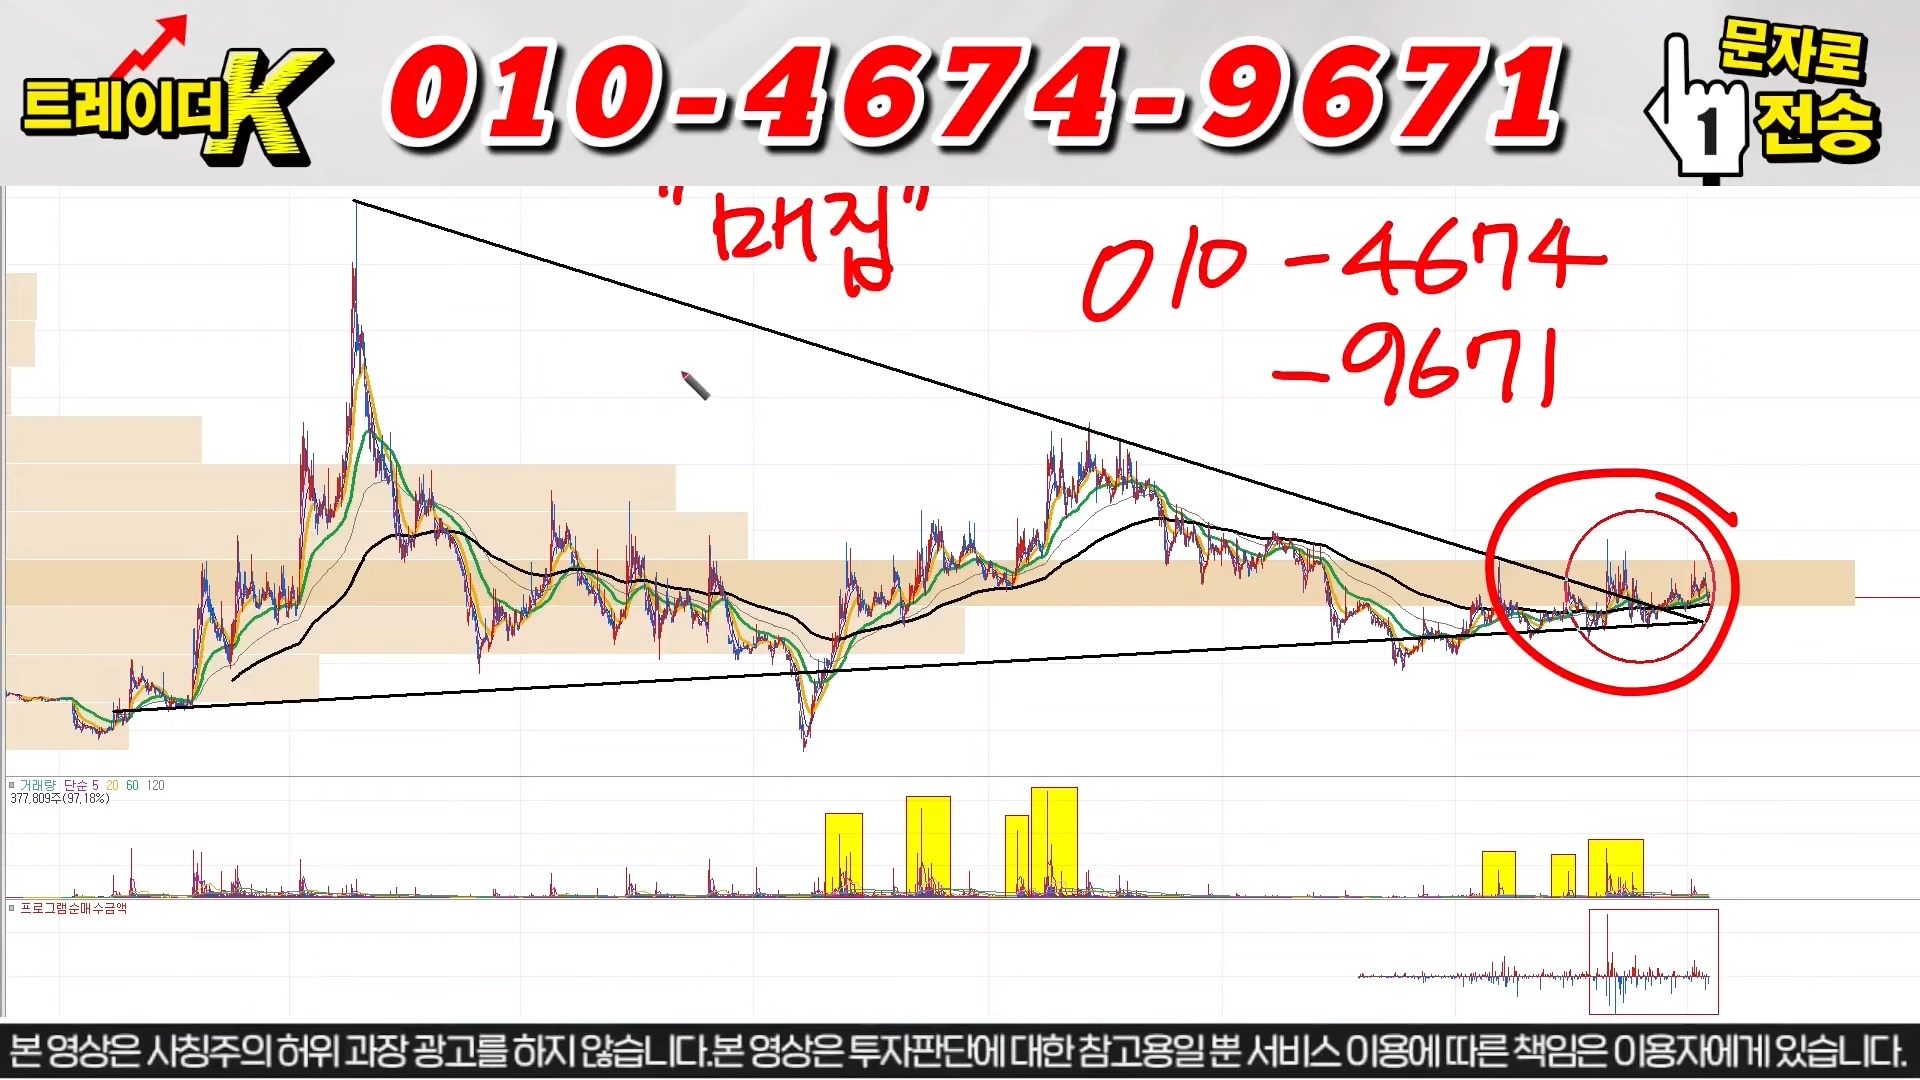 트레이더K
010-4674-9671
문자로
1 전송
"매집"
010-4674
-9671
거래량 단순 5 20 60 120
377,809주(97,18%)
프로그램순매수금액
본 영상은 사칭주의 허위 과장 광고를 하지 않습니다.본 영상은 투자판단에 대한 참고용일 뿐 서비스 이용에 따른 책임은 이용자에게 있습니다.